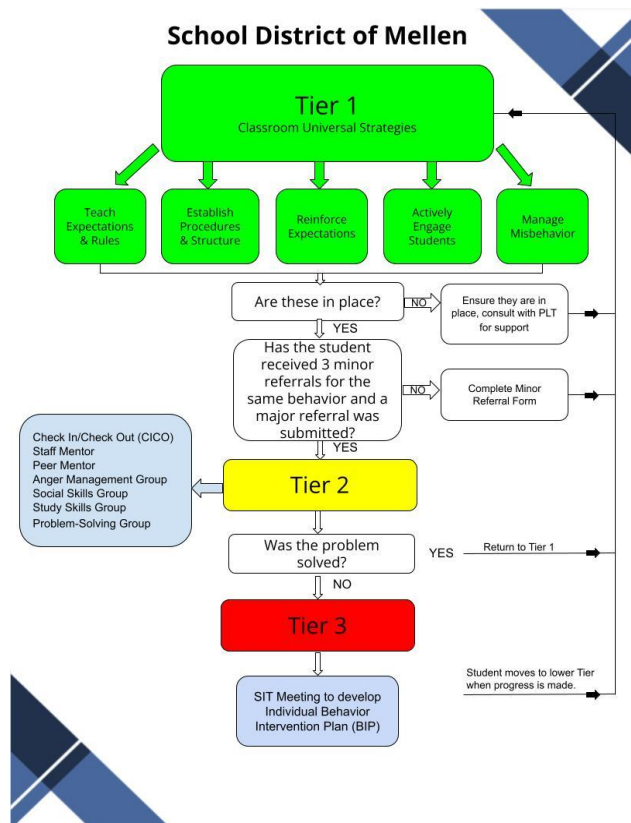 School District of Mellen
Tier 1
Classroom Universal Strategies
Teach
Expectations
& Rules
Establish
Procedures
& Structure
Reinforce
Expectations
Actively
Engage
Students
Manage
Misbehavior
Are these in place?
NO
Ensure they are in
place, consult with PLT
for support
YES
Has the student
received 3 minor
referrals for the
same behavior and a
major referral was
submitted?
NO
Complete Minor
Referral Form
YES
Check In/Check Out (CICO)
Staff Mentor
Peer Mentor
Anger Management Group
Social Skills Group
Study Skills Group
Problem-Solving Group
Tier 2
Was the problem
solved?
YES
Return to Tier 1
NO
Tier 3
Student moves to lower Tier
when progress is made.
SIT Meeting to develop
Individual Behavior
Intervention Plan (BIP)